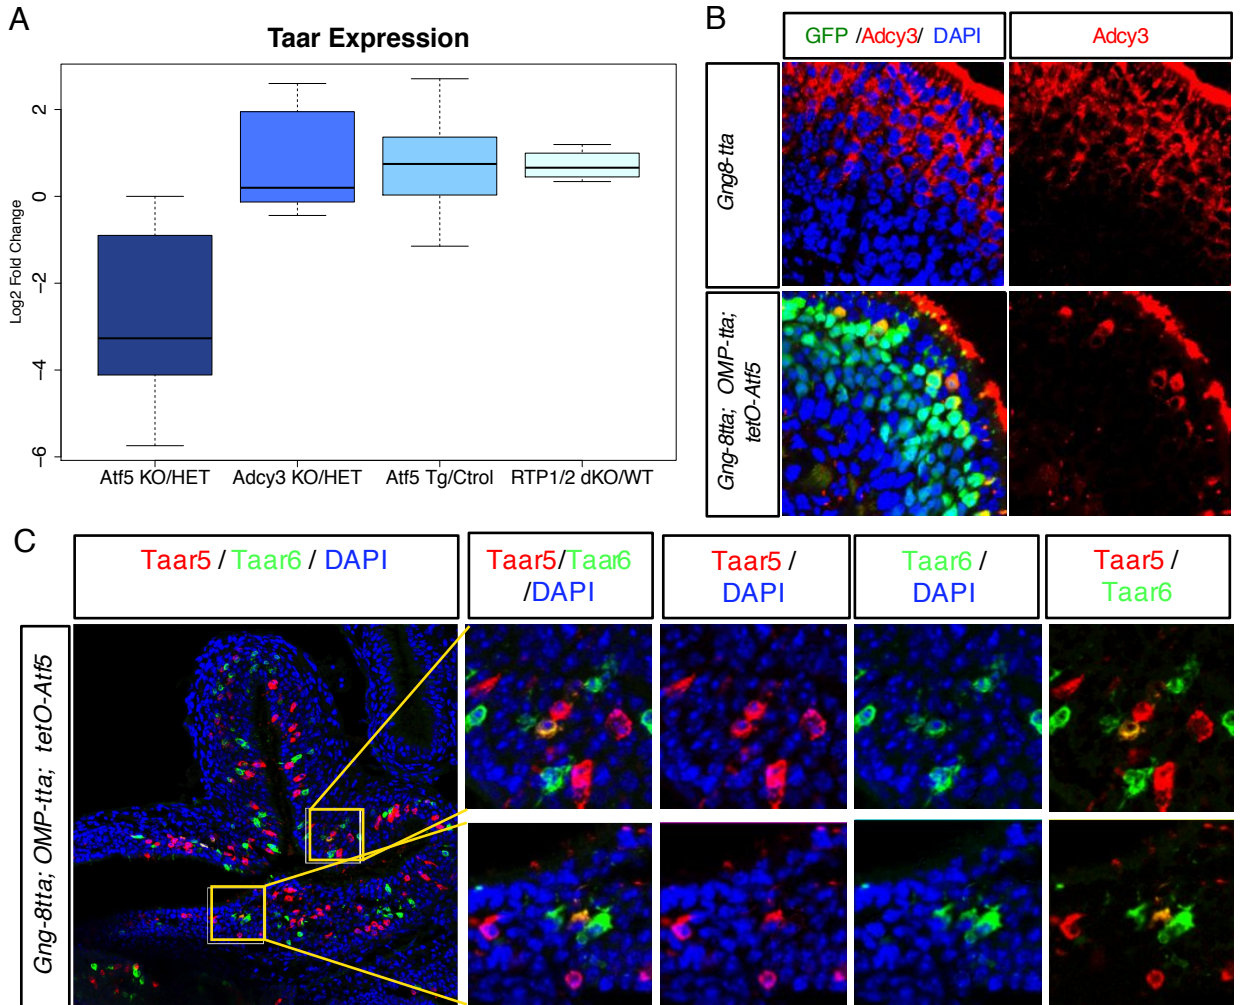 A
Taar Expression
Log2 Fold Change
2
0
−2
−4
−6
Atf5 KO/HET
Adcy3 KO/HET
Atf5 Tg/Ctrol
RTP1/2 dKO/WT
B
GFP /Adcy3/ DAPI
Adcy3
Gng8-tta
Gng-8tta; OMP-tta;
tetO-Atf5
C
Taar5 / Taar6 / DAPI
Taar5/Taar6
/DAPI
Taar5 /
DAPI
Taar6 /
DAPI
Taar5 /
Taar6
Gng-8tta; OMP-tta; tetO-Atf5